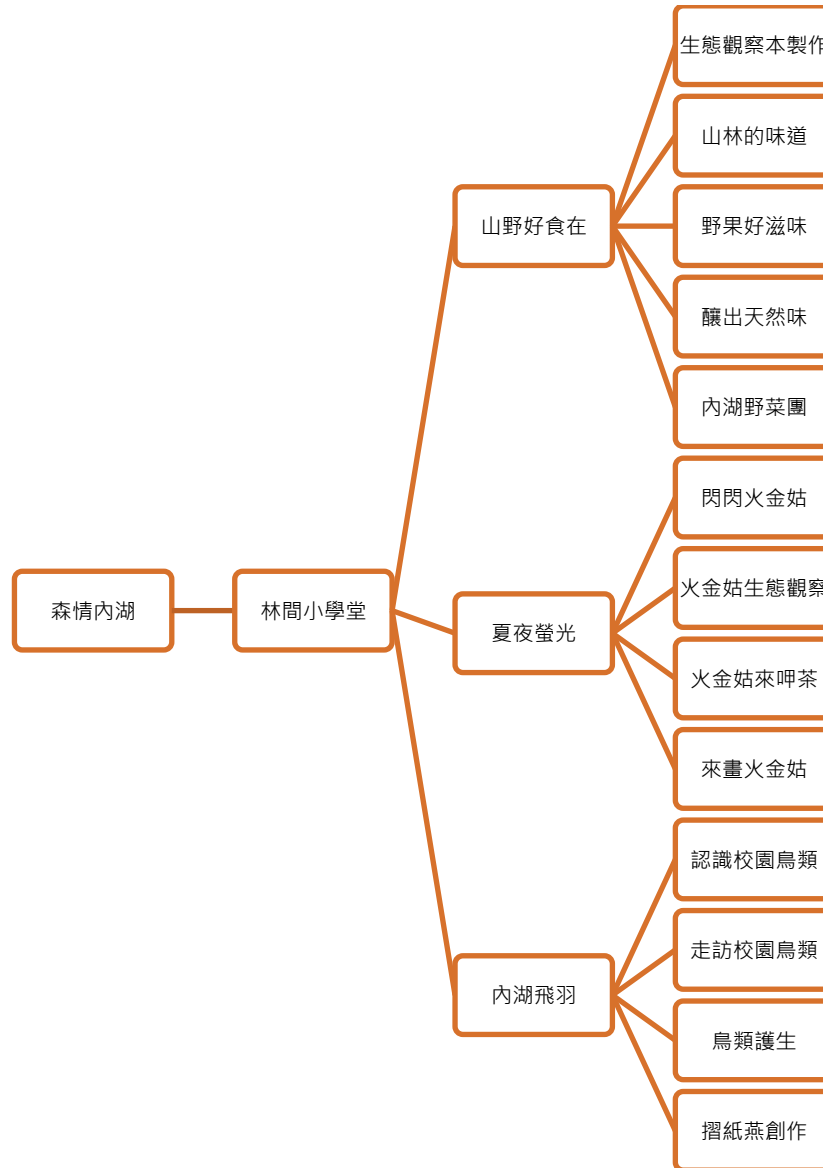 森情內湖
林間小學堂
山野好食在
生態觀察本製作
山林的味道
野果好滋味
釀出天然味
內湖野菜團
夏夜螢光
閃閃火金姑
火金姑生態觀察
火金姑來呷茶
來畫火金姑
內湖飛羽
認識校園鳥類
走訪校園鳥類
鳥類護生
摺紙燕創作